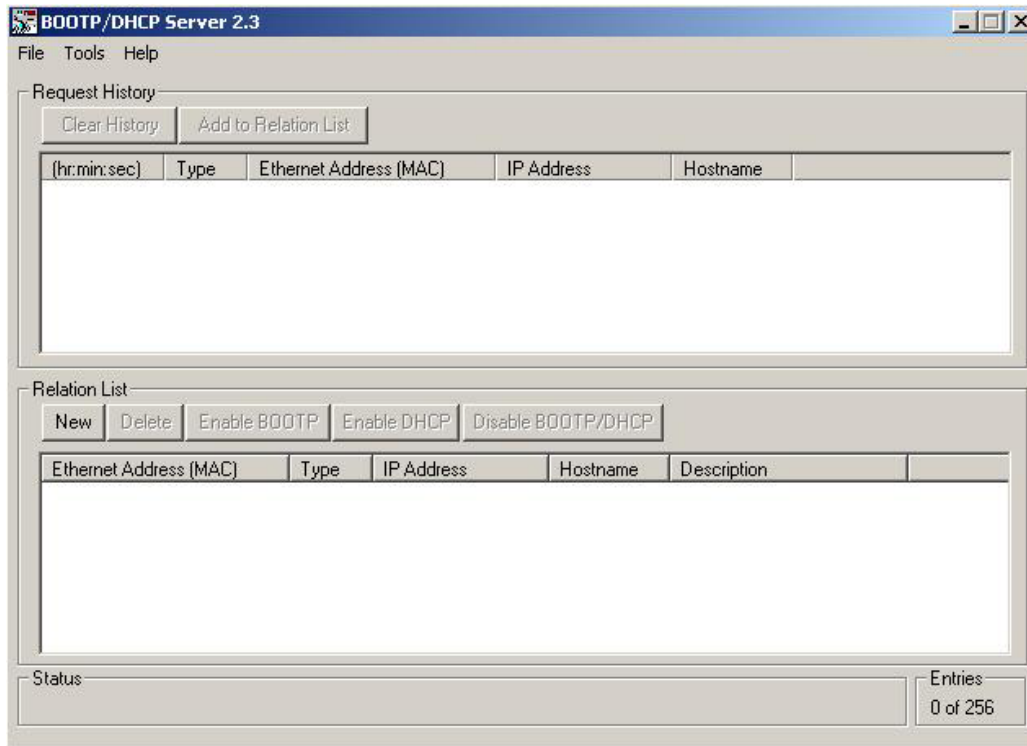 BOOTP/DHCP Server 2.3
File Tools Help
Request History
Clear History Add to Relation List
(hr:min:sec) Type Ethernet Address (MAC) IP Address Hostname
Relation List
New Delete Enable BOOTP Enable DHCP Disable BOOTP/DHCP
Ethernet Address (MAC) Type IP Address Hostname Description
Status Entries
0 of 256